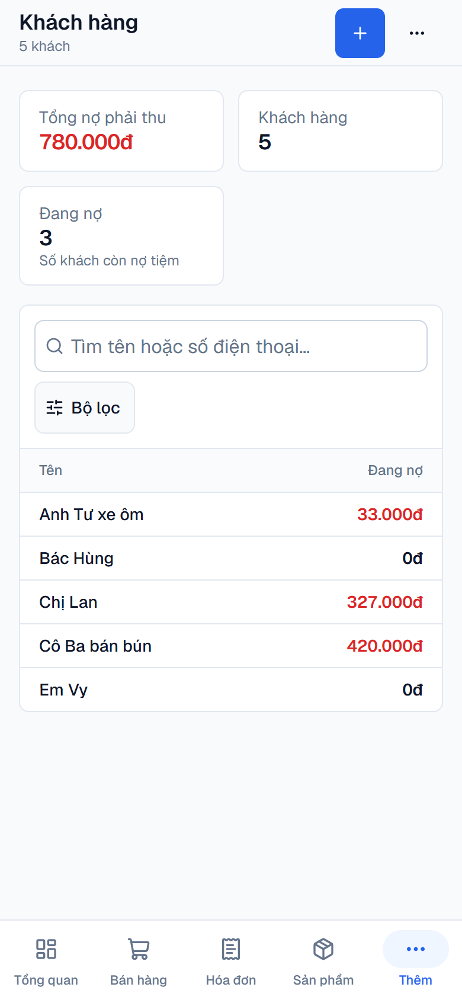 Khách hàng
5 khách
Tổng nợ phải thu
780.000đ
Khách hàng
5
Đang nợ
3
Số khách còn nợ tiệm
Tìm tên hoặc số điện thoại...
Bộ lọc
Tên Đang nợ
Anh Tư xe ôm 33.000đ
Bác Hùng 0đ
Chị Lan 327.000đ
Cô Ba bán bún 420.000đ
Em Vy 0đ
Tổng quan Bán hàng Hóa đơn Sản phẩm Thêm